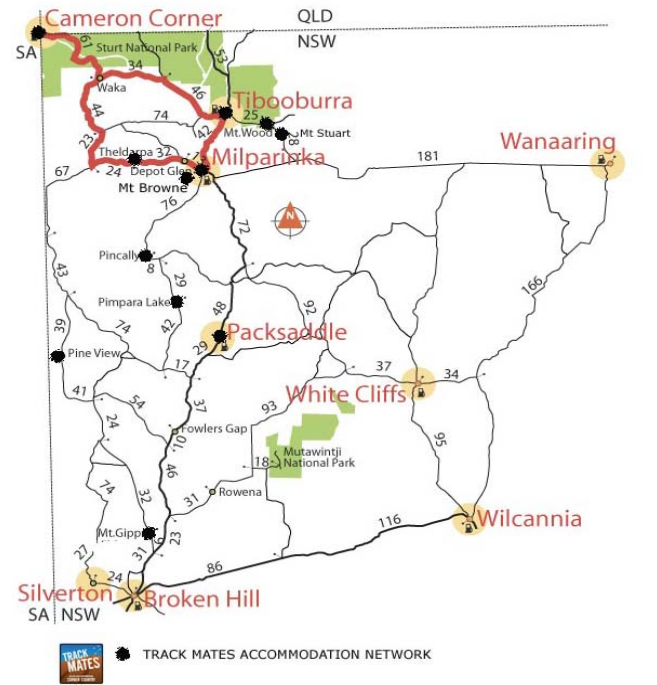 Cameron Corner
QLD
NSW
SA
61
Sturt National Park
53
34
Waka
46
44
Tibooburra
74
25
42
Mt.Wood
Mt Stuart
28
23
Wanaaring
Theldarpa
32
Milparinka
181
67
24
Depot Glen
Mt Browne
76
72
N
Pincally
8
43
29
166
Pimpara Lake
48
92
39
74
42
Packsaddle
29
Pine View
17
37
34
41
White Cliffs
54
37
93
24
Fowlers Gap
10
95
Mutawintji
National Park
18
46
74
32
31
Rowena
Wilcannia
116
Mt.Gipps
23
27
31
86
24
Silverton
Broken Hill
SA
NSW
TRACK
MATES
TRACK MATES ACCOMMODATION NETWORK